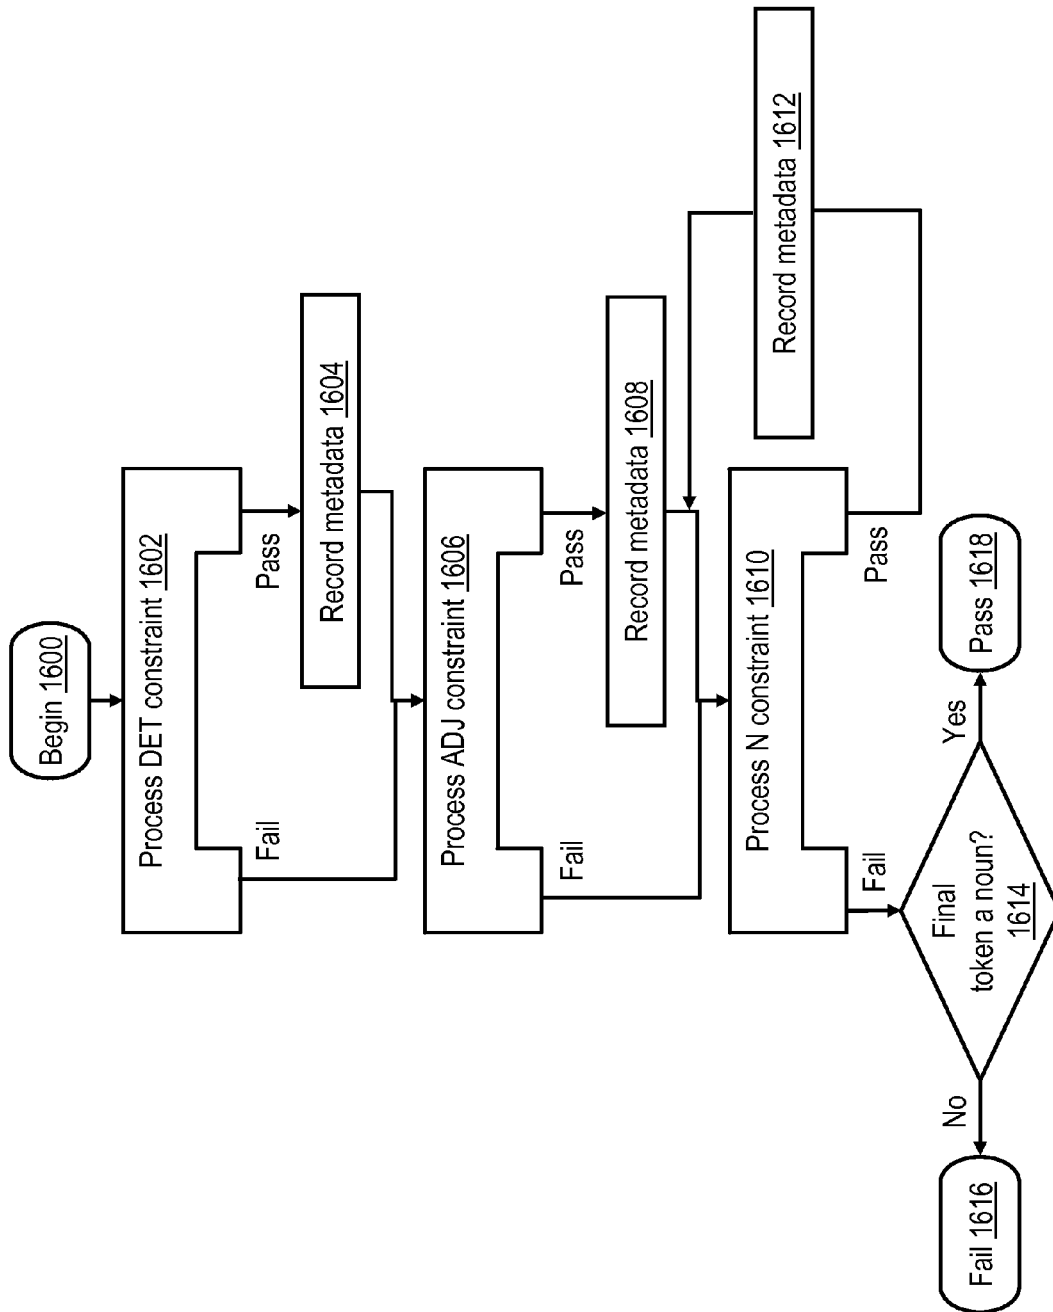 Begin 1600
Process DET constraint 1602
Fail
Pass
Record metadata 1604
Process ADJ constraint 1606
Fail
Pass
Record metadata 1608
Process N constraint 1610
Fail
Pass
Record metadata 1612
Final
token a noun?
1614
No
Yes
Fail 1616
Pass 1618